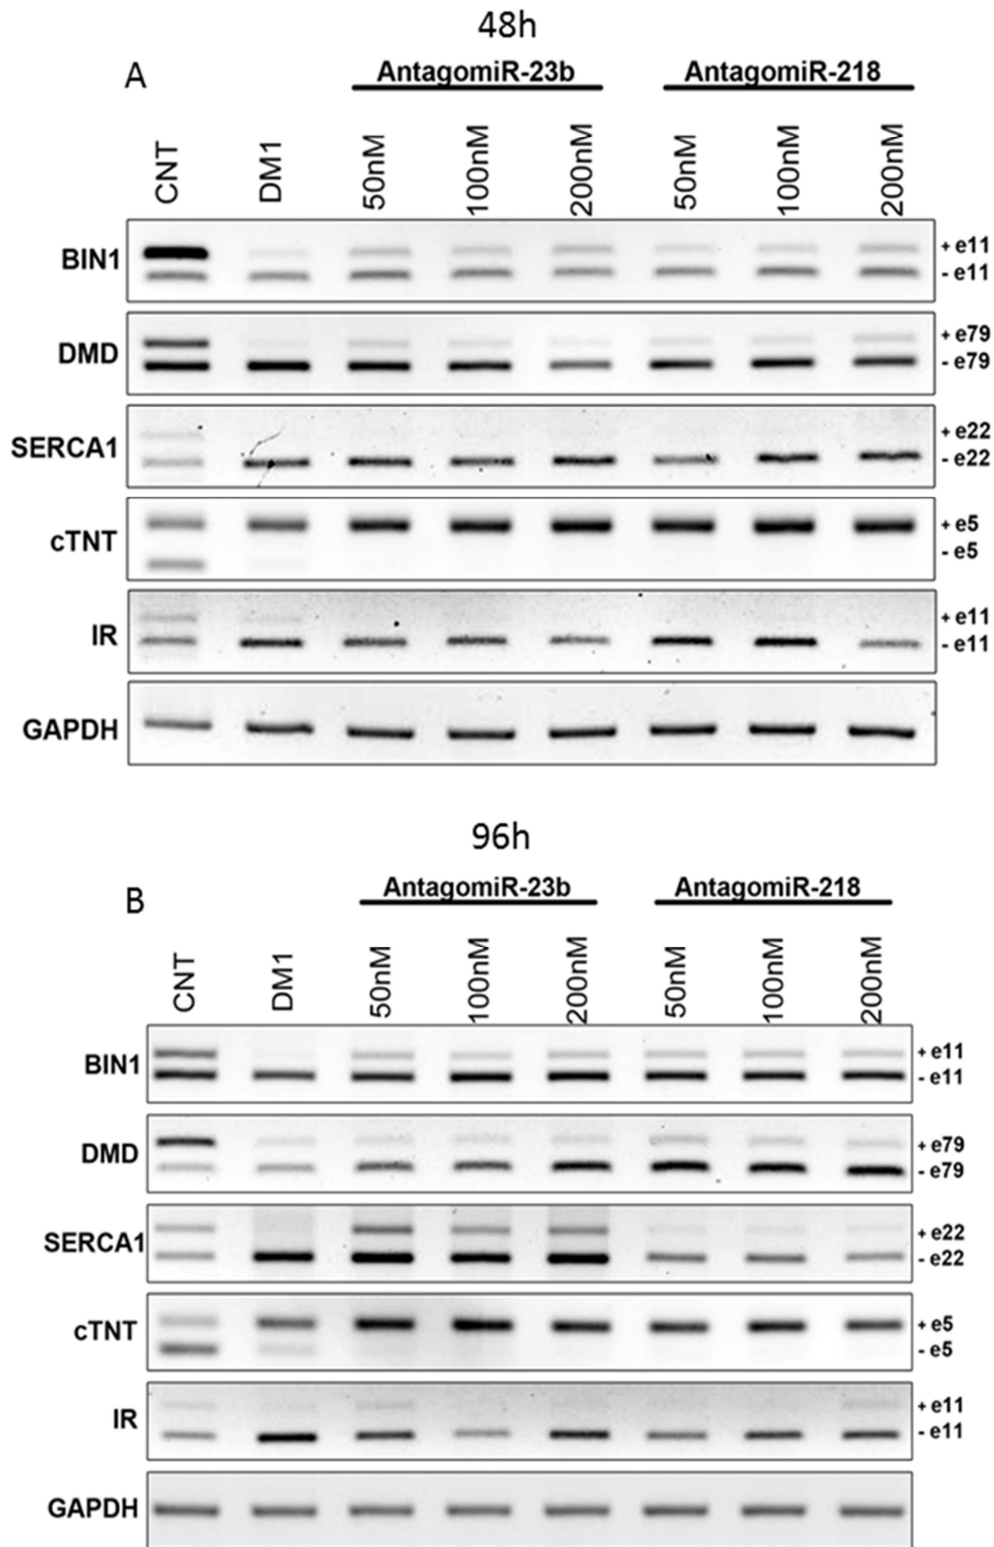 48h
A
AntagomiR-23b AntagomiR-218
CNT DM1 50nM 100nM 200nM 50nM 100nM 200nM
BIN1 + e11
- e11
DMD + e79
- e79
SERCA1 + e22
- e22
cTNT + e5
- e5
IR + e11
- e11
GAPDH
96h
B
AntagomiR-23b AntagomiR-218
CNT DM1 50nM 100nM 200nM 50nM 100nM 200nM
BIN1 + e11
- e11
DMD + e79
- e79
SERCA1 + e22
- e22
cTNT + e5
- e5
IR + e11
- e11
GAPDH